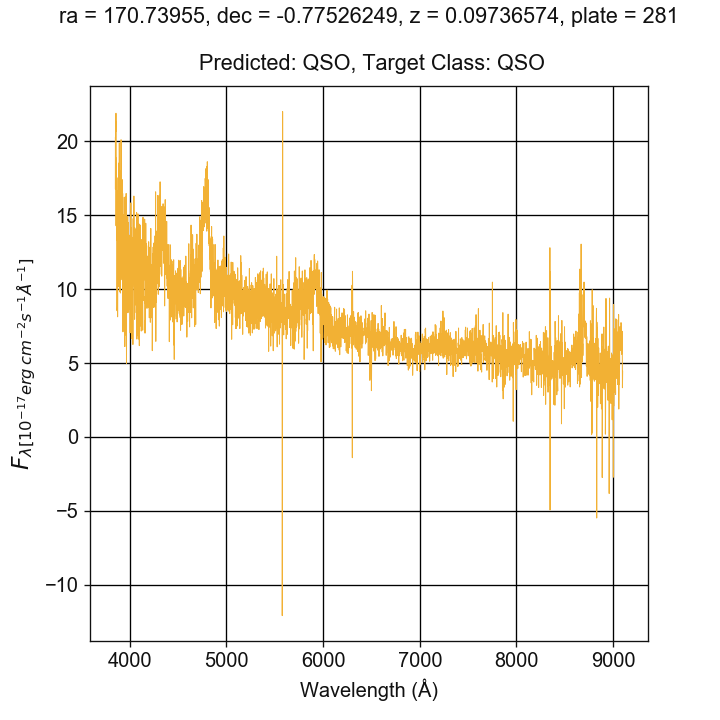 ra = 170.73955, dec = -0.77526249, z = 0.09736574, plate = 281
Predicted: QSO, Target Class: QSO
20
15
10
5
0
−5
−10
F_λ[10⁻¹⁷erg cm⁻²s⁻¹Å⁻¹]
4000 5000 6000 7000 8000 9000
Wavelength (Å)